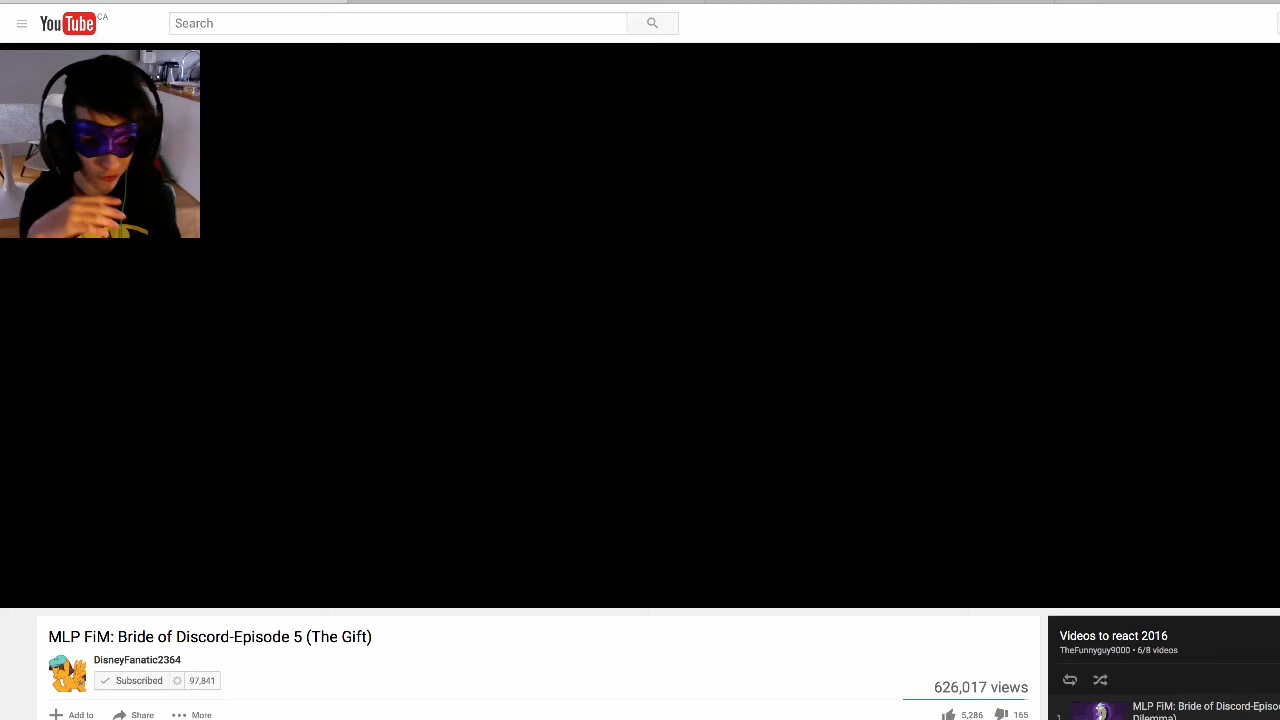 YouTube CA
Search
MLP FiM: Bride of Discord-Episode 5 (The Gift)
DisneyFanatic2364
Subscribed 97,841
626,017 views
Add to Share More
5,286 165
Videos to react 2016
TheFunnyguy9000 • 6/8 videos
1
MLP FiM: Bride of Discord-Episo
Dilemma)